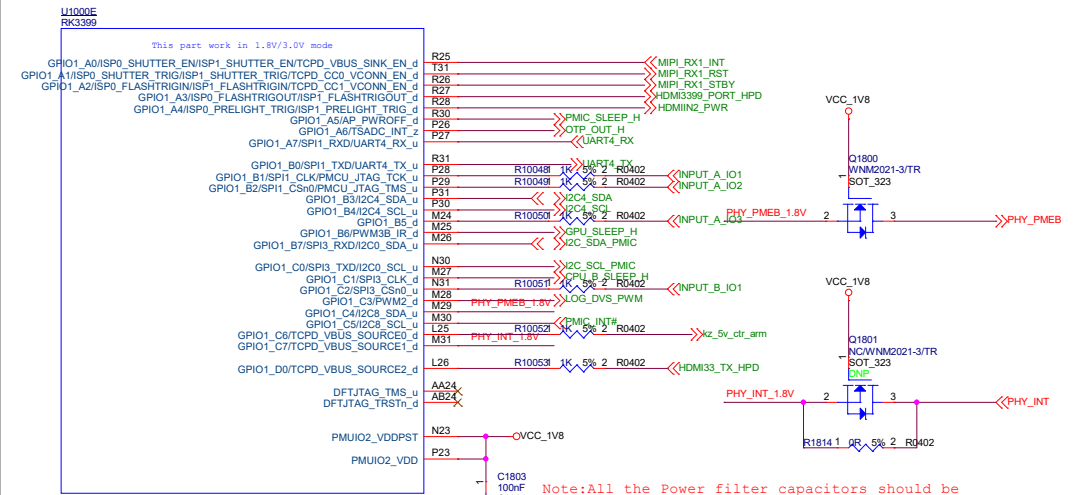 U1000E
RK3399
This part work in 1.8V/3.0V mode
GPIO1_A0/ISP0_SHUTTER_EN/ISP1_SHUTTER_EN/TCPD_VBUS_SINK_EN_d R25 MIPI_RX1_INT
GPIO1_A1/ISP0_SHUTTER_TRIG/ISP1_SHUTTER_TRIG/TCPD_CC0_VCONN_EN_d T31 MIPI_RX1_RST
GPIO1_A2/ISP0_FLASHTRIGIN/ISP1_FLASHTRIGIN/TCPD_CC1_VCONN_EN_d R26 MIPI_RX1_STBY
GPIO1_A3/ISP0_FLASHTRIGOUT/ISP1_FLASHTRIGOUT_d R27 HDMI3399_PORT_HPD
GPIO1_A4/ISP0_PRELIGHT_TRIG/ISP1_PRELIGHT_TRIG_d R28 HDMIIN2_PWR
GPIO1_A5/AP_PWROFF_d R30 PMIC_SLEEP_H
GPIO1_A6/TSADC_INT_z P26 OTP_OUT_H
GPIO1_A7/SPI1_RXD/UART4_RX_u P27 UART4_RX
GPIO1_B0/SPI1_TXD/UART4_TX_u R31 UART4_TX
GPIO1_B1/SPI1_CLK/PMCU_JTAG_TCK_u P28 R10048 1 1K 5% 2 R0402 INPUT_A_IO1
GPIO1_B2/SPI1_CSn0/PMCU_JTAG_TMS_u P29 R10049 1 1K 5% 2 R0402 INPUT_A_IO2
GPIO1_B3/I2C4_SDA_u P31 I2C4_SDA
GPIO1_B4/I2C4_SCL_u P30 I2C4_SCL
GPIO1_B5_d M24 R10050 1 1K 5% 2 R0402 INPUT_A_IO3
GPIO1_B6/PWM3B_IR_d M25 GPU_SLEEP_H
GPIO1_B7/SPI3_RXD/I2C0_SDA_u M26 I2C_SDA_PMIC
GPIO1_C0/SPI3_TXD/I2C0_SCL_u N30 I2C_SCL_PMIC
GPIO1_C1/SPI3_CLK_d M27 CPU_B_SLEEP_H
GPIO1_C2/SPI3_CSn0_u N31 R10051 1 1K 5% 2 R0402 INPUT_B_IO1
GPIO1_C3/PWM2_d M28 LOG_DVS_PWM
GPIO1_C4/I2C8_SDA_u M29 PHY_PMEB_1.8V
GPIO1_C5/I2C8_SCL_u M30 PMIC_INT#
GPIO1_C6/TCPD_VBUS_SOURCE0_d L25 R10052 1 1K 5% 2 R0402 kz_5v_ctr_arm
GPIO1_C7/TCPD_VBUS_SOURCE1_d M31 PHY_INT_1.8V
GPIO1_D0/TCPD_VBUS_SOURCE2_d L26 R10053 1 1K 5% 2 R0402 HDMI33_TX_HPD
DFTJTAG_TMS_u AA24
DFTJTAG_TRSTn_d AB24
PMUIO2_VDDPST N23 VCC_1V8
PMUIO2_VDD P23
1 C1803
100nF
VCC_1V8
Q1800
WNM2021-3/TR
1 SOT_323
PHY_PMEB_1.8V 2 3 PHY_PMEB
VCC_1V8
Q1801
NC/WNM2021-3/TR
1 SOT_323
DNP
PHY_INT_1.8V 2 3 PHY_INT
R1814 1 0R 5% 2 R0402
Note:All the Power filter capacitors should be